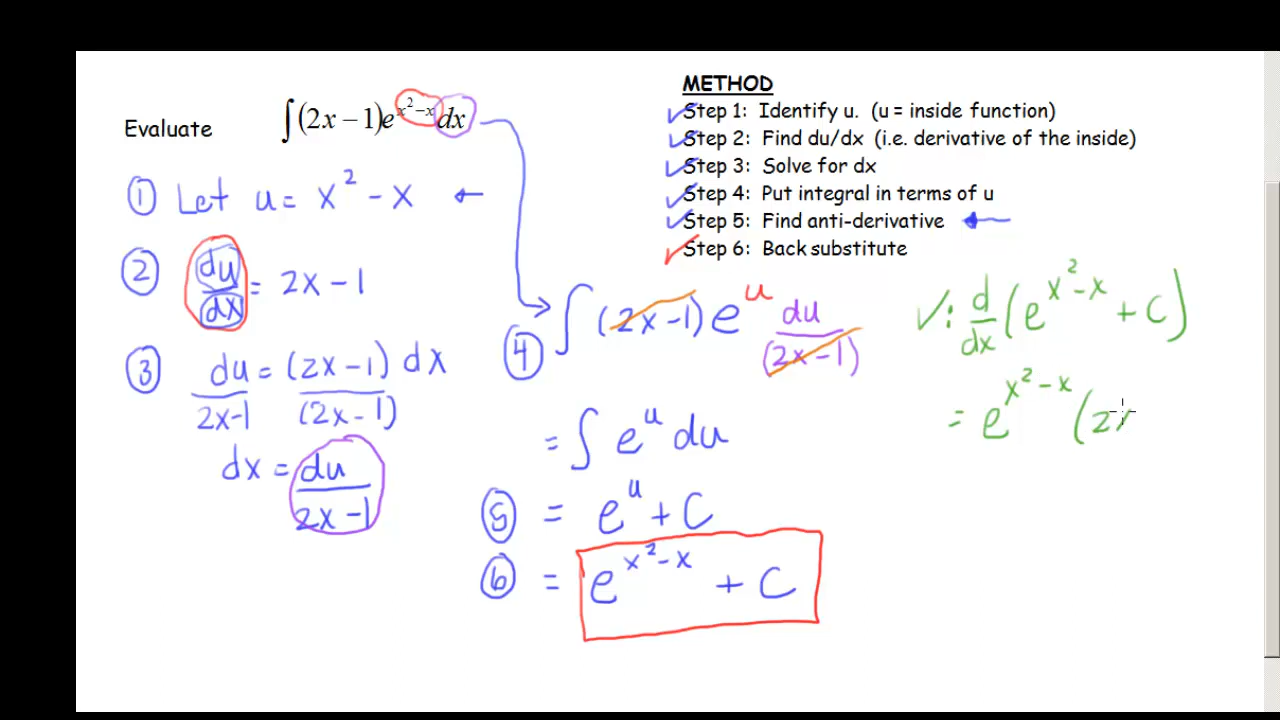 Evaluate ∫(2x − 1)e^(x²−x) dx
① Let u = x² − x ←
② du/dx = 2x − 1
③ du/2x−1 = (2x−1) dx/(2x−1)
dx = du/2x−1
METHOD
Step 1: Identify u. (u = inside function)
Step 2: Find du/dx (i.e. derivative of the inside)
Step 3: Solve for dx
Step 4: Put integral in terms of u
Step 5: Find anti-derivative ←
Step 6: Back substitute
④ ∫(2x−1) e^u du/(2x−1)
= ∫ e^u du
⑤ = e^u + C
⑥ = e^(x²−x) + C
✓: d/dx (e^(x²−x) + C)
= e^(x²−x) (2x